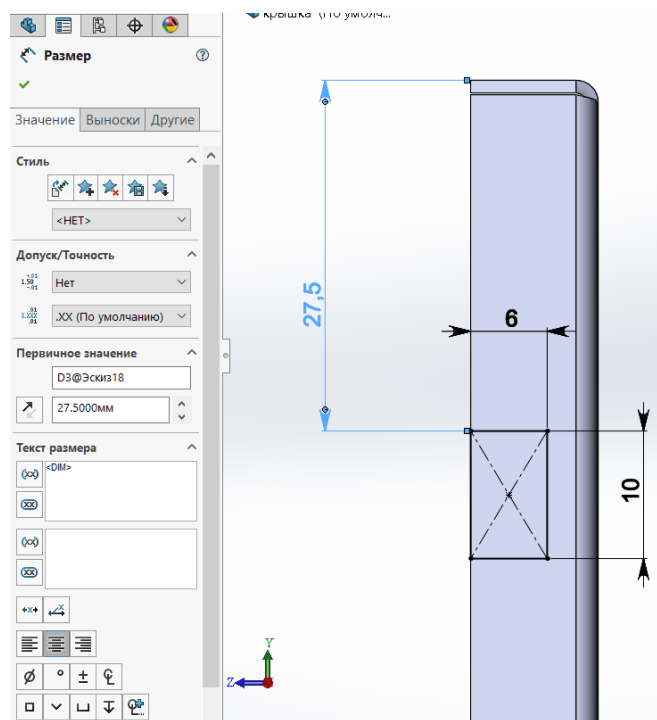 крышка (По умолч...
Размер
Значение Выноски Другие
Стиль
<НЕТ>
Допуск/Точность
Нет
.XX (По умолчанию)
Первичное значение
D3@Эскиз18
27.5000мм
Текст размера
<DIM>
27,5
6
10
Y
Z